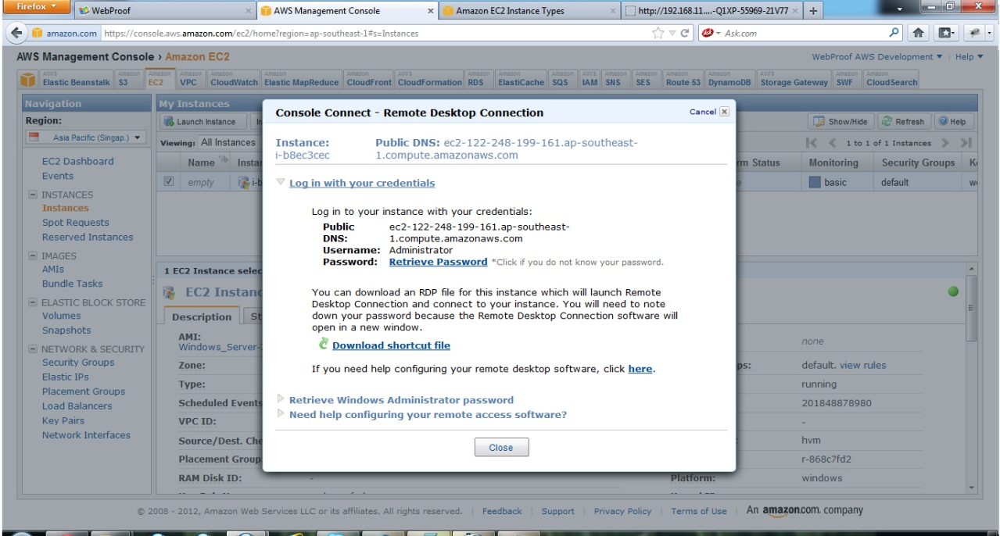 Firefox
WebProof
AWS Management Console
Amazon EC2 Instance Types
http://192.168.11....-Q1XP-55969-21V77
amazon.com https://console.aws.amazon.com/ec2/home?region=ap-southeast-1#s=Instances
Ask.com
AWS Management Console › Amazon EC2
WebProof AWS Development
Help
AWS Elastic Beanstalk
Amazon S3
Amazon EC2
Amazon VPC
Amazon CloudWatch
Amazon Elastic MapReduce
Amazon CloudFront
AWS CloudFormation
Amazon RDS
Amazon ElastiCache
Amazon SQS
AWS IAM
Amazon SNS
Amazon SES
Amazon Route 53
Amazon DynamoDB
AWS Storage Gateway
Amazon SWF
Amazon CloudSearch
Navigation
Region:
Asia Pacific (Singap.)
EC2 Dashboard
Events
INSTANCES
Instances
Spot Requests
Reserved Instances
IMAGES
AMIs
Bundle Tasks
ELASTIC BLOCK STORE
Volumes
Snapshots
NETWORK & SECURITY
Security Groups
Elastic IPs
Placement Groups
Load Balancers
Key Pairs
Network Interfaces
My Instances
Launch Instance
Show/Hide
Refresh
Help
Viewing: All Instances
1 to 1 of 1 Instances
Name
Monitoring
Security Groups
Status
empty
basic
default
Console Connect - Remote Desktop Connection
Cancel
Instance:
i-b8ec3cec
Public DNS: ec2-122-248-199-161.ap-southeast-
1.compute.amazonaws.com
Log in with your credentials
Log in to your instance with your credentials:
Public ec2-122-248-199-161.ap-southeast-
DNS: 1.compute.amazonaws.com
Username: Administrator
Password: Retrieve Password *Click if you do not know your password.
You can download an RDP file for this instance which will launch Remote
Desktop Connection and connect to your instance. You will need to note
down your password because the Remote Desktop Connection software will
open in a new window.
Download shortcut file
If you need help configuring your remote desktop software, click here.
Retrieve Windows Administrator password
Need help configuring your remote access software?
Close
1 EC2 Instance selec
EC2 Instanc
Description
St
AMI:
Windows_Server-
none
Zone:
ps:
default. view rules
Type:
running
Scheduled Events
201848878980
VPC ID:
-
Source/Dest. Che
hvm
Placement Group
r-868c7fd2
RAM Disk ID:
-
Platform:
windows
© 2008 - 2012, Amazon Web Services LLC or its affiliates. All rights reserved. | Feedback | Support | Privacy Policy | Terms of Use | An amazon.com. company